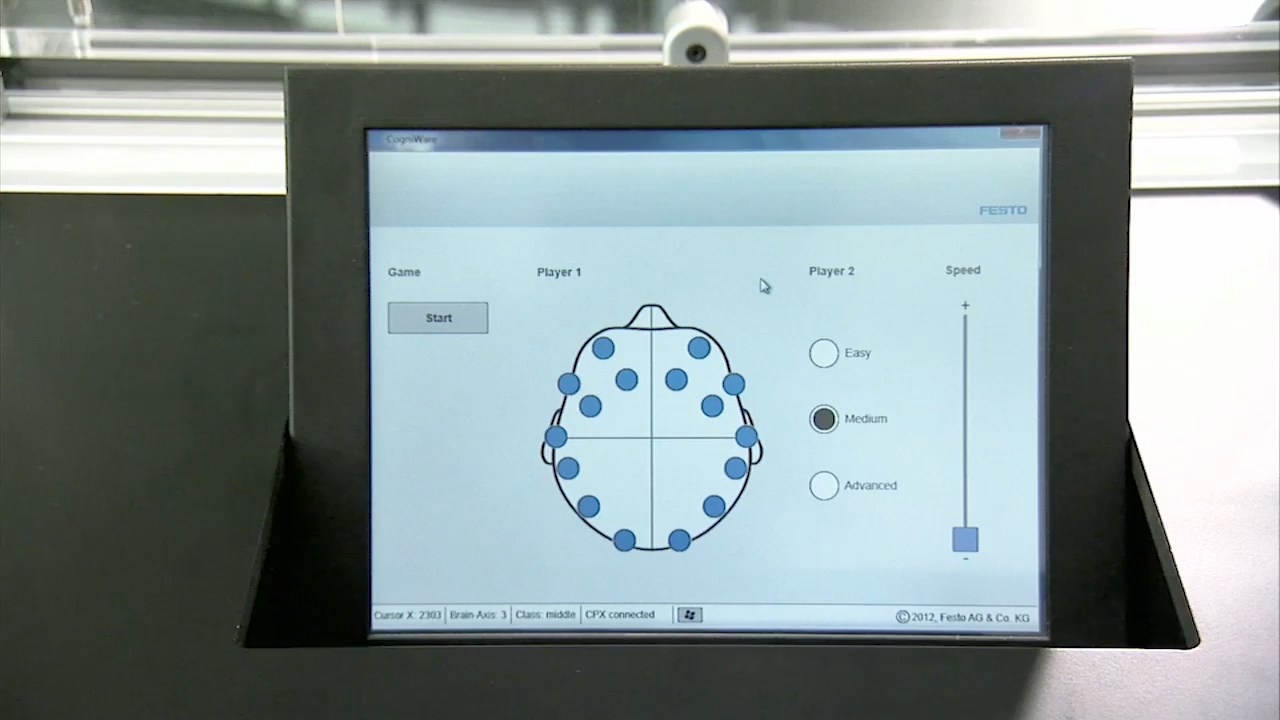 CogniWare
FESTO
Game
Player 1
Player 2
Speed
Start
+
Easy
Medium
Advanced
-
Cursor X: 2303 Brain-Axis: 3 Class: middle CPX connected
©2012, Festo AG & Co. KG